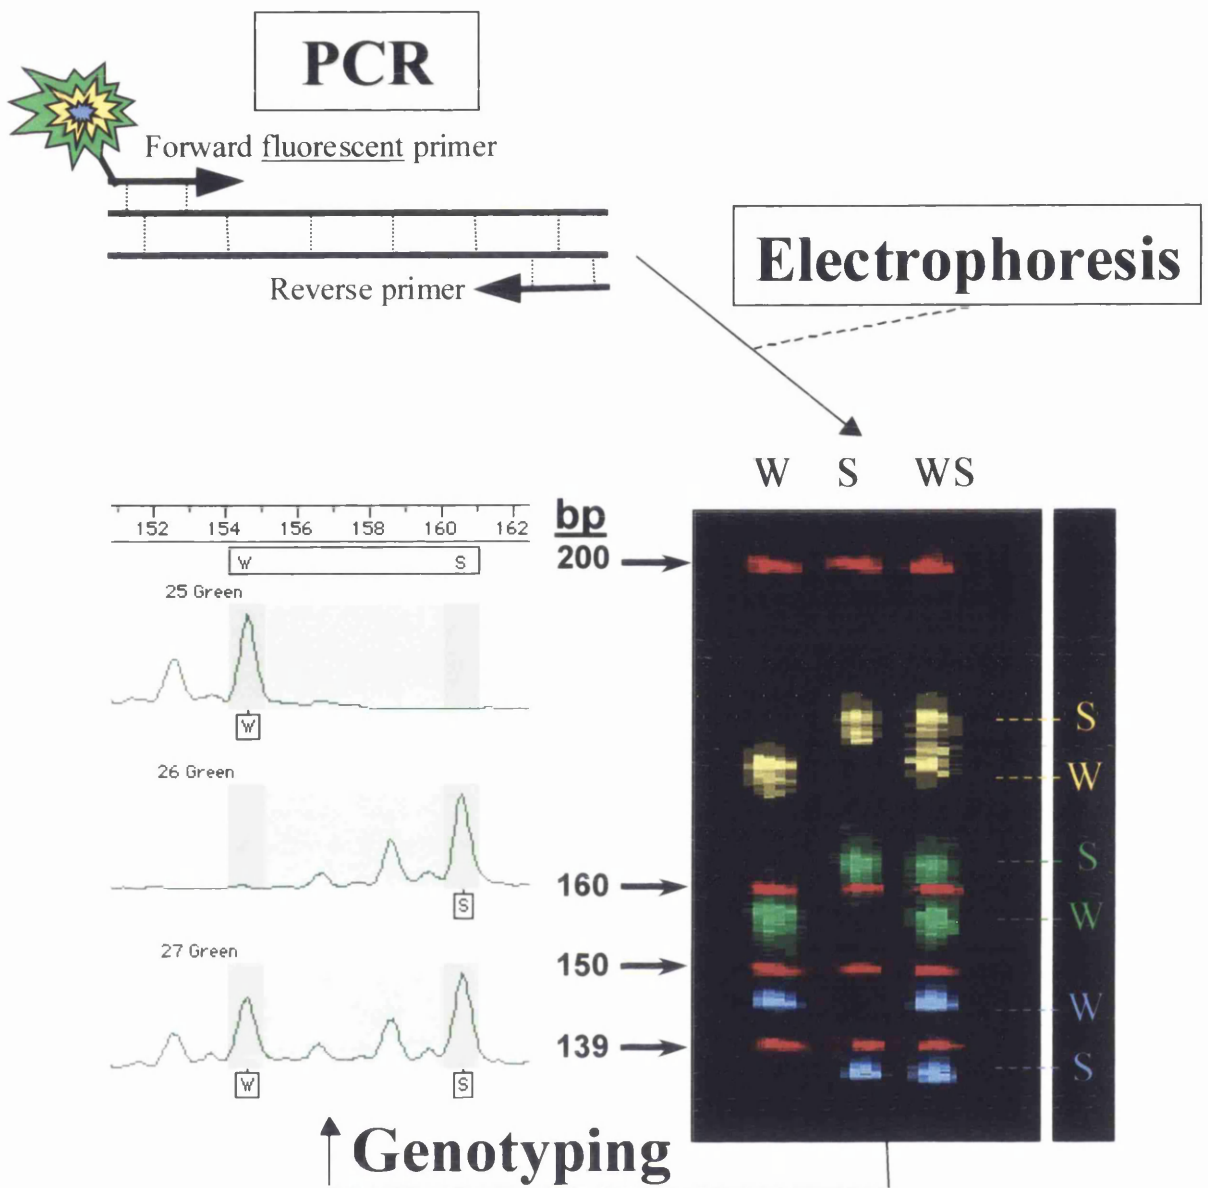 PCR
Forward fluorescent primer
Reverse primer
Electrophoresis
W S WS
152 154 156 158 160 162
W S
25 Green
W
26 Green
S
27 Green
W S
bp
200
160
150
139
S
W
S
W
W
S
Genotyping